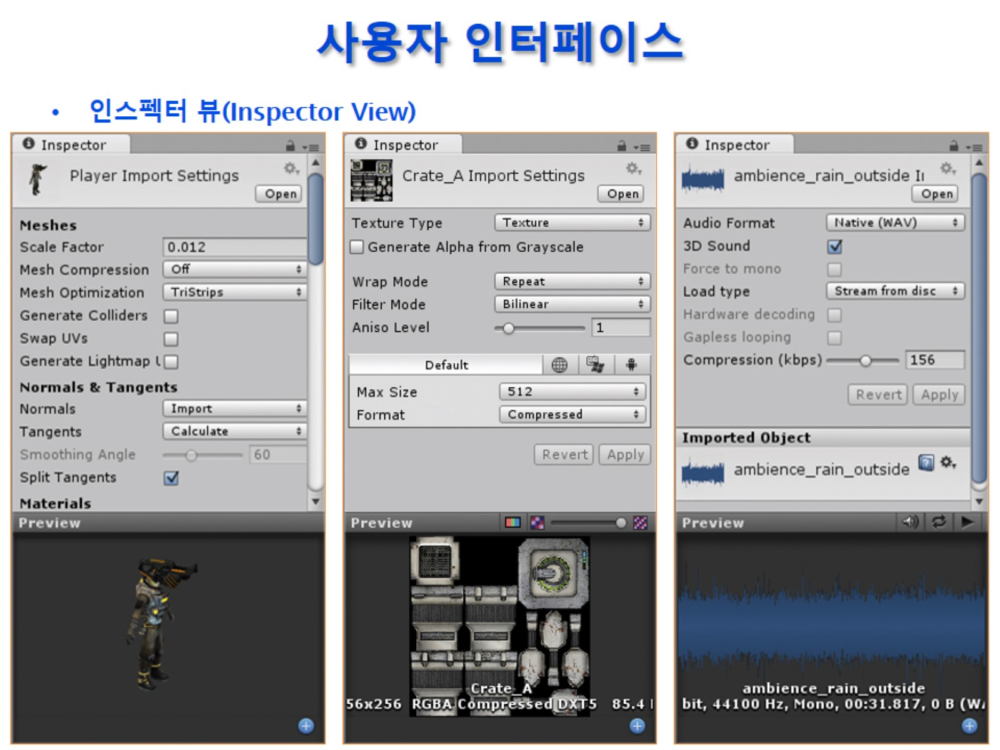 사용자 인터페이스
• 인스펙터 뷰(Inspector View)
Inspector
Player Import Settings
Open
Meshes
Scale Factor 0.012
Mesh Compression Off
Mesh Optimization TriStrips
Generate Colliders
Swap UVs
Generate Lightmap
Normals & Tangents
Normals Import
Tangents Calculate
Smoothing Angle 60
Split Tangents
Materials
Preview
Inspector
Crate_A Import Settings
Open
Texture Type Texture
Generate Alpha from Grayscale
Wrap Mode Repeat
Filter Mode Bilinear
Aniso Level 1
Default
Max Size 512
Format Compressed
Revert Apply
Preview
Crate_A
56x256 RGBA Compressed DXT5 85.4
Inspector
ambience_rain_outside
Open
Audio Format Native (WAV)
3D Sound
Force to mono
Load type Stream from disc
Hardware decoding
Gapless looping
Compression (kbps) 156
Revert Apply
Imported Object
ambience_rain_outside
Preview
ambience_rain_outside
bit, 44100 Hz, Mono, 00:31.817, 0 B (WA